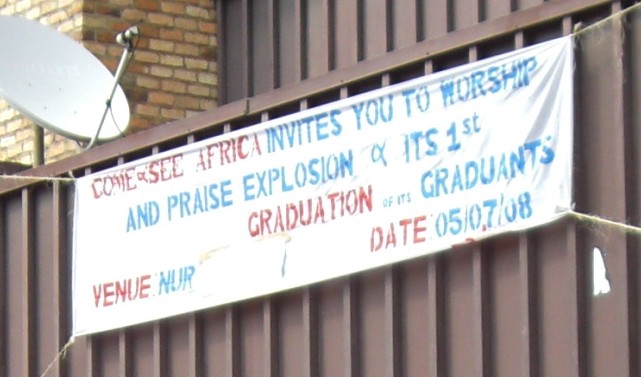 COME & SEE AFRICA INVITES YOU TO WORSHIP
AND PRAISE EXPLOSION & ITS 1st
GRADUATION OF ITS GRADUANTS
VENUE: NUR DATE: 05/07/08